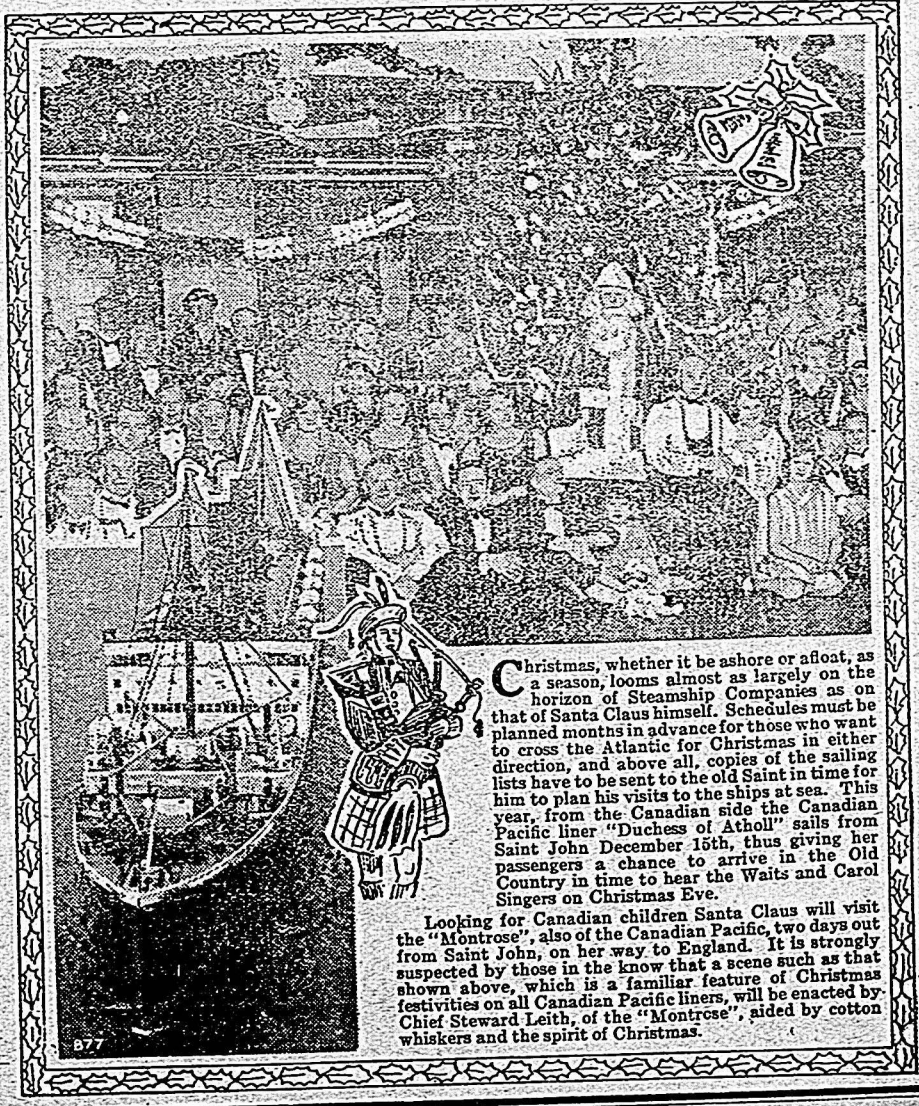 Christmas, whether it be ashore or afloat, as
a season, looms almost as largely on the
horizon of Steamship Companies as on
that of Santa Claus himself. Schedules must be
planned months in advance for those who want
to cross the Atlantic for Christmas in either
direction, and above all, copies of the sailing
lists have to be sent to the old Saint in time for
him to plan his visits to the ships at sea. This
year, from the Canadian side the Canadian
Pacific liner "Duchess of Atholl" sails from
Saint John December 15th, thus giving her
passengers a chance to arrive in the Old
Country in time to hear the Waits and Carol
Singers on Christmas Eve.
Looking for Canadian children Santa Claus will visit
the "Montrose", also of the Canadian Pacific, two days out
from Saint John, on her way to England. It is strongly
suspected by those in the know that a scene such as that
shown above, which is a familiar feature of Christmas
festivities on all Canadian Pacific liners, will be enacted by
Chief Steward Leith, of the "Montrose", aided by cotton
whiskers and the spirit of Christmas.
877